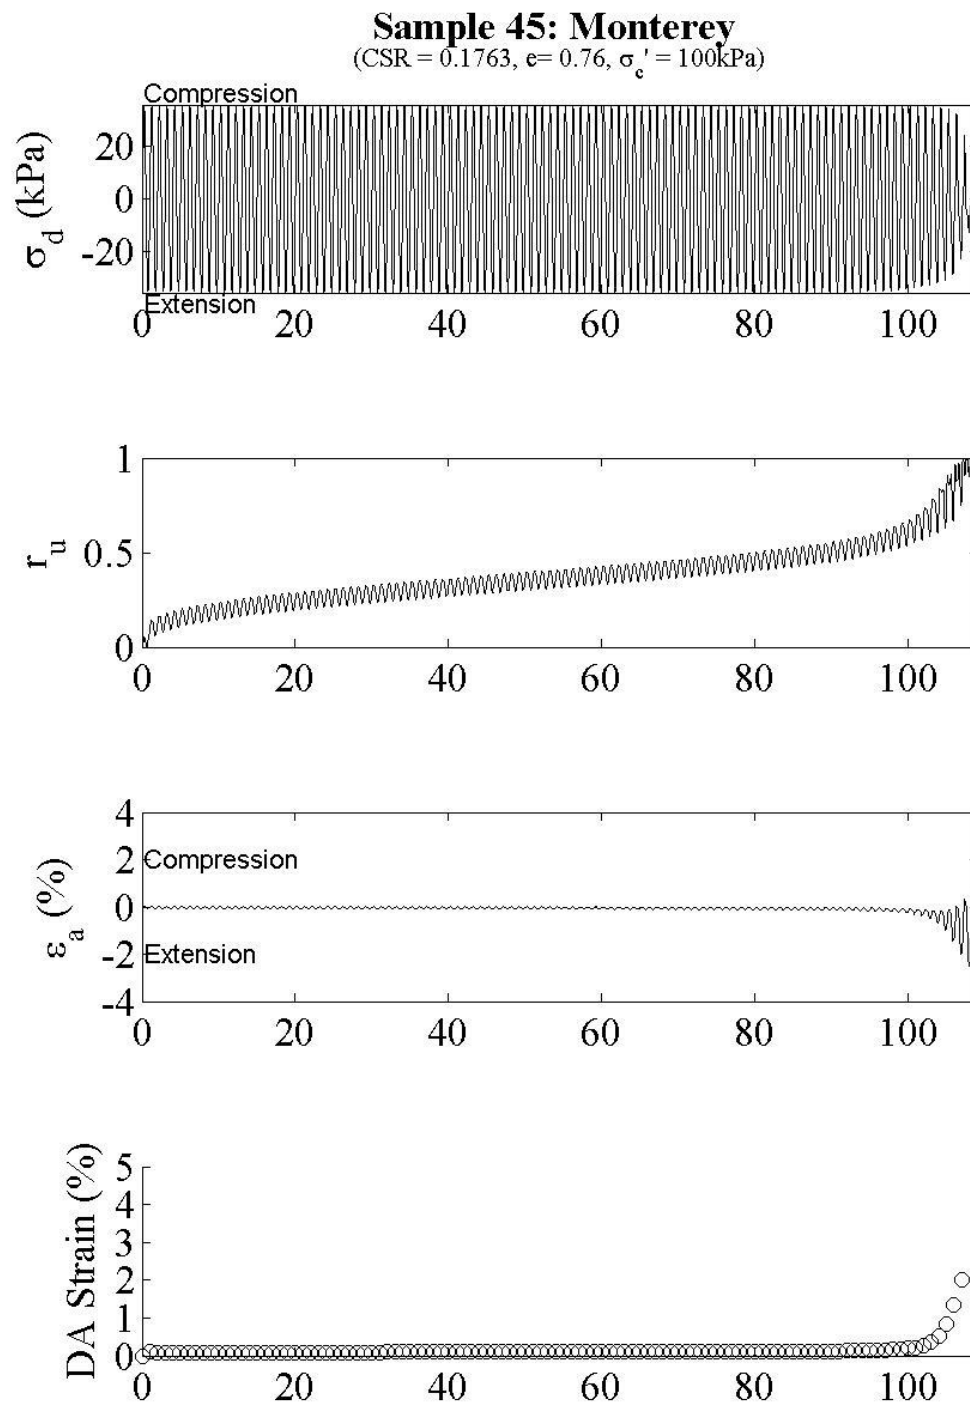 Sample 45: Monterey
(CSR = 0.1763, e= 0.76, σc' = 100kPa)
Compression
20
0
-20
σd (kPa)
Extension
0 20 40 60 80 100
1
0.5
0
ru
0 20 40 60 80 100
4
2
0
-2
-4
εa (%)
Compression
Extension
0 20 40 60 80 100
5
4
3
2
1
0
DA Strain (%)
0 20 40 60 80 100